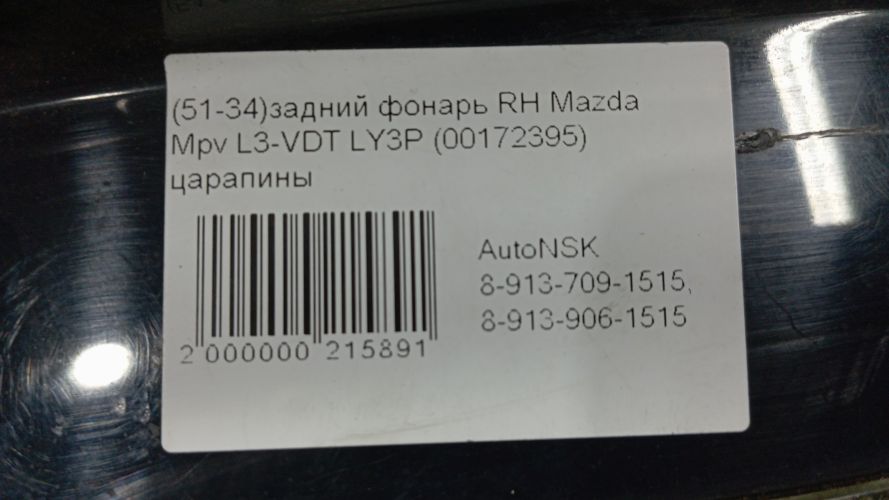 (51-34)задний фонарь RH Mazda
Mpv L3-VDT LY3P (00172395)
царапины
AutoNSK
8-913-709-1515,
8-913-906-1515
2 000000 215891